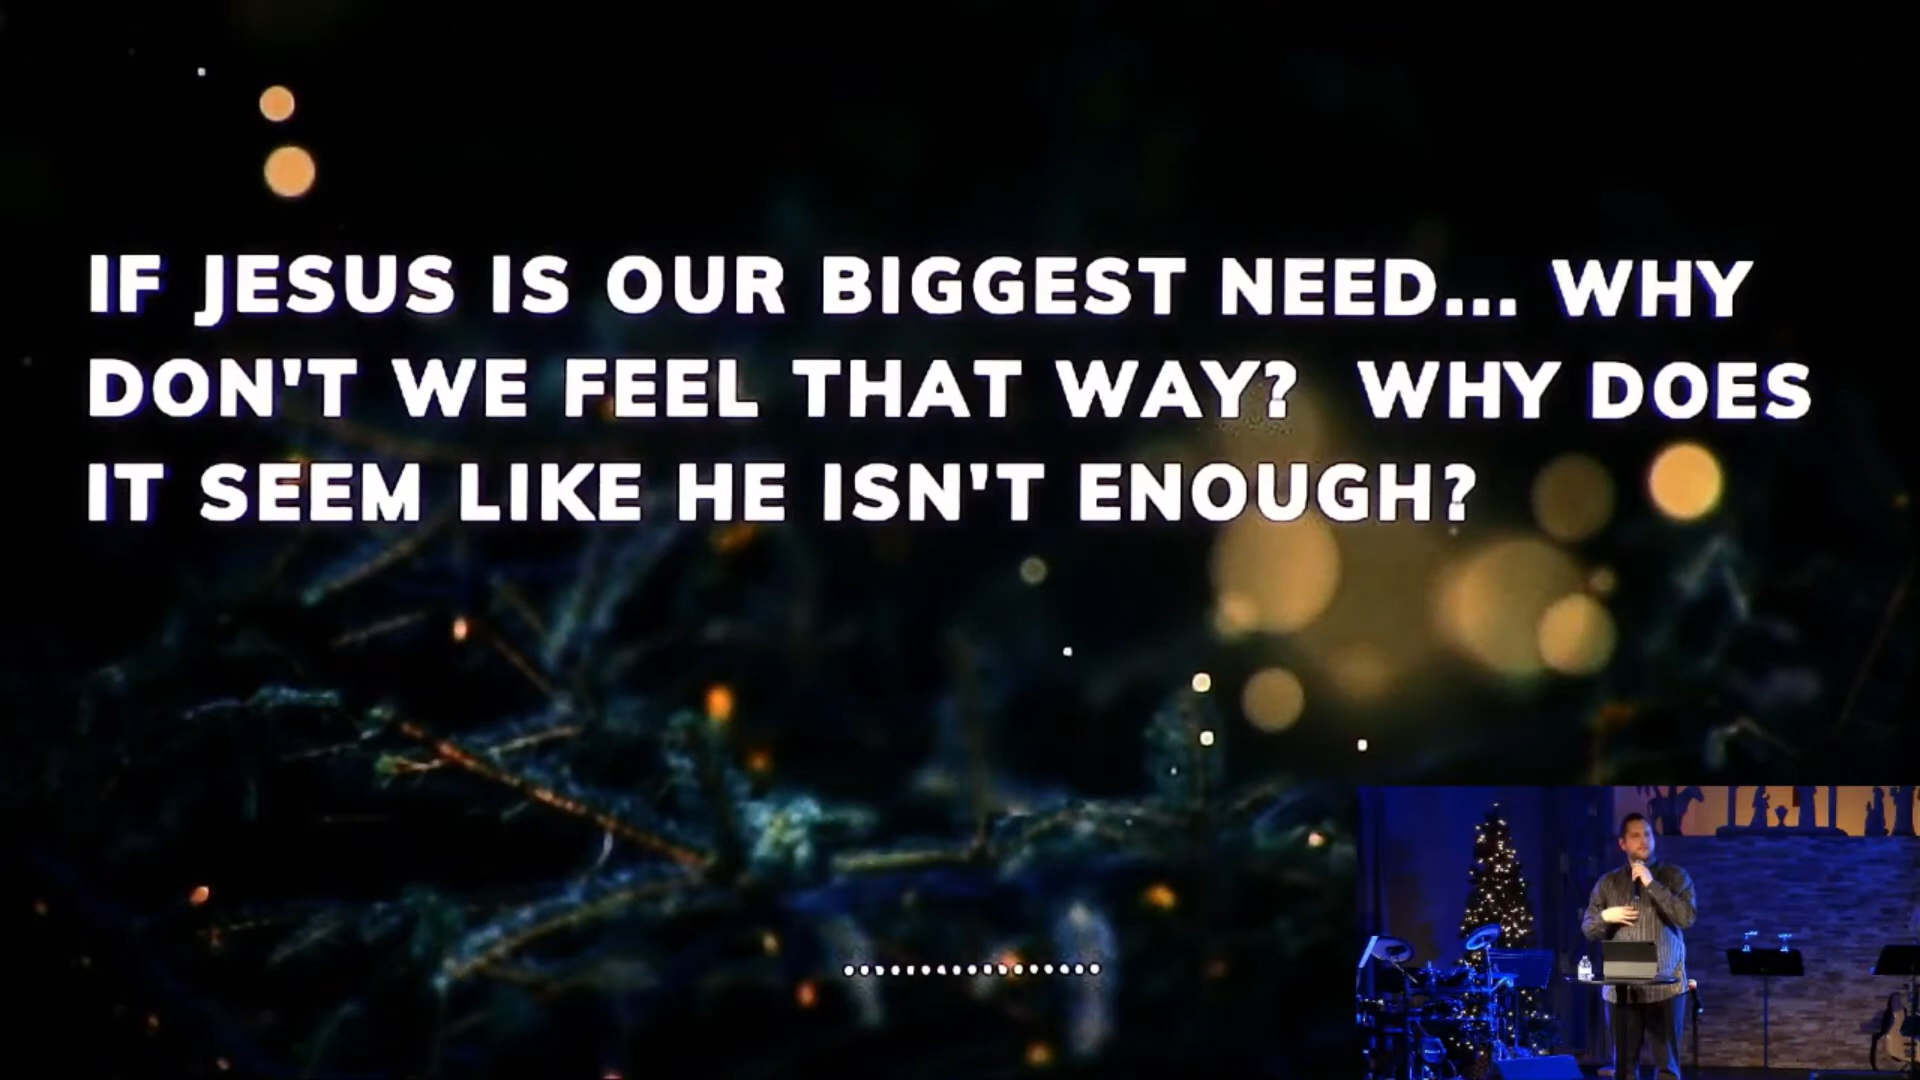 IF JESUS IS OUR BIGGEST NEED... WHY
DON'T WE FEEL THAT WAY?  WHY DOES
IT SEEM LIKE HE ISN'T ENOUGH?